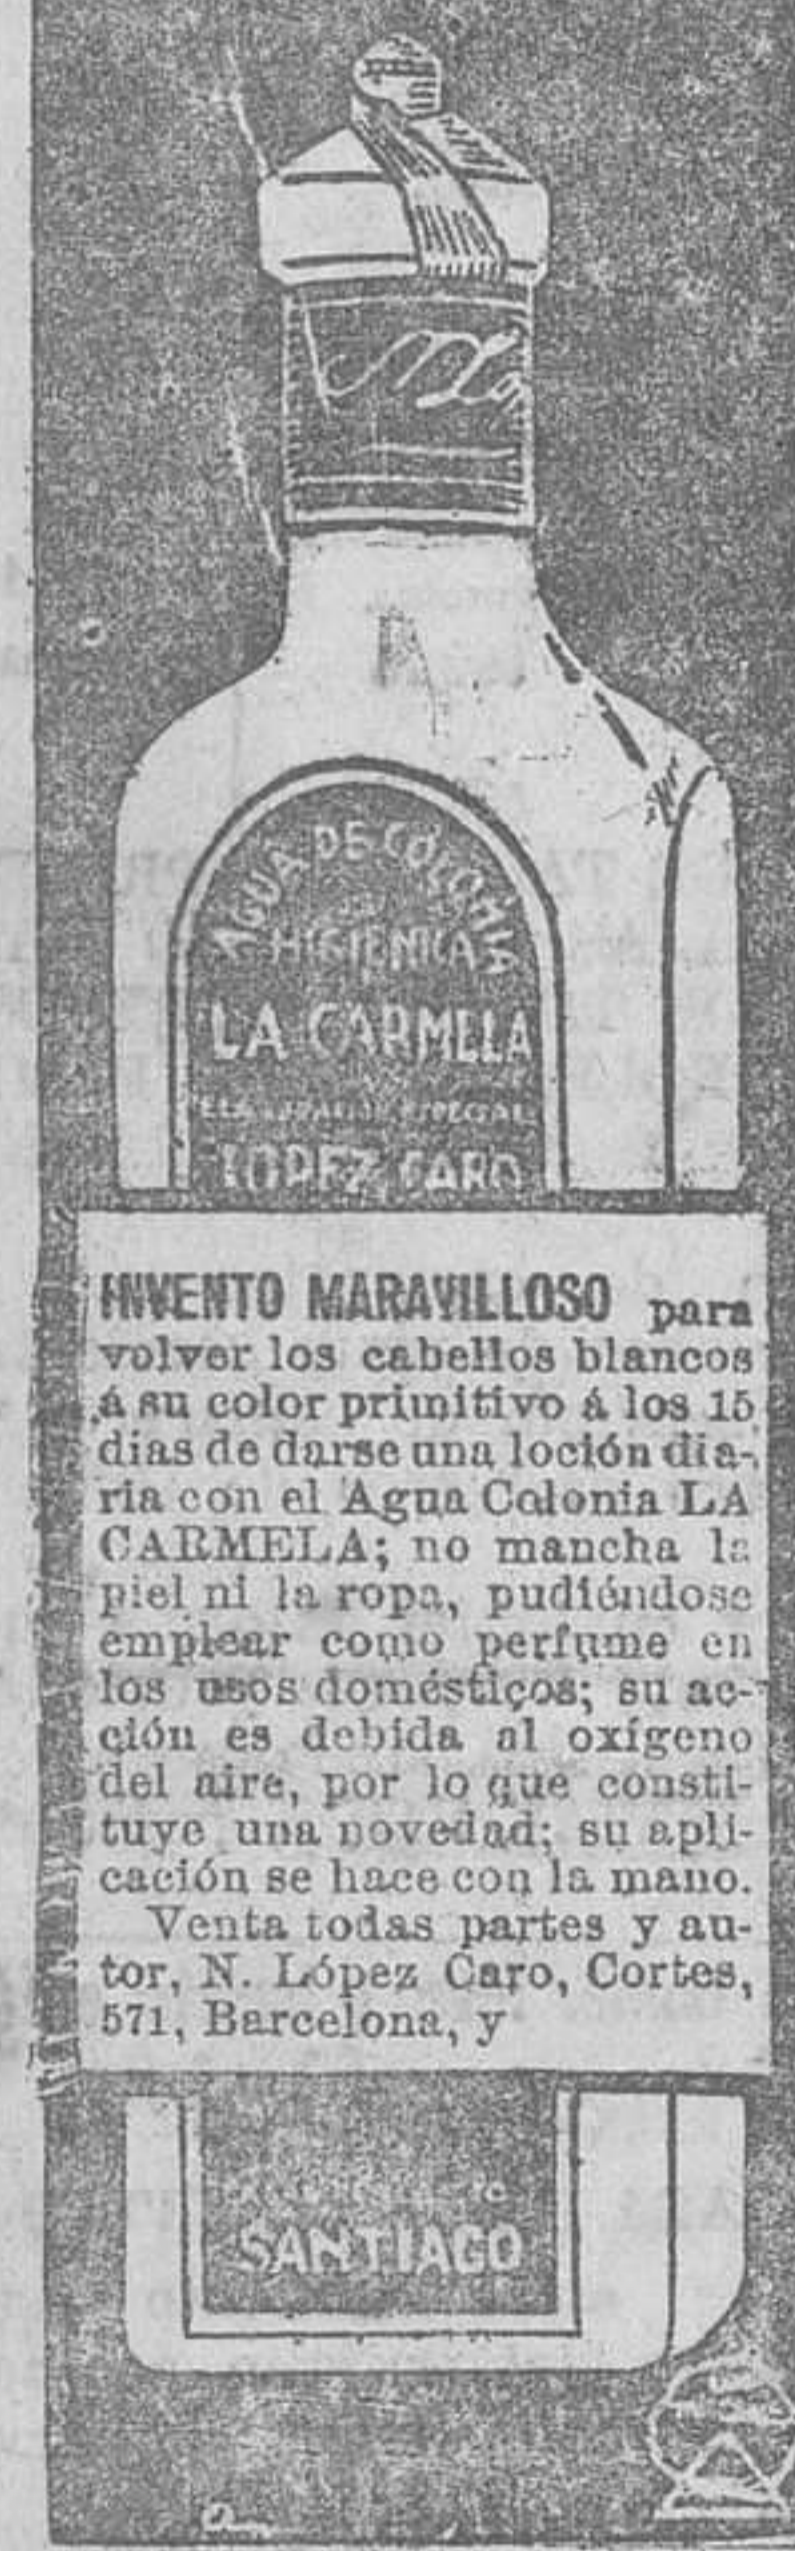 N Lop
AGUA DE COLONIA
HIGIENICA
LA CARMELA
ESPECIAL
LOPEZ CARO
INVENTO MARAVILLOSO para
volver los cabellos blancos
á su color primitivo á los 15
dias de darse una loción dia-
ria con el Agua Colonia LA
CARMELA; no mancha la
piel ni la ropa, pudiéndose
emplear como perfume en
los usos domésticos; su ac-
ción es debida al oxígeno
del aire, por lo que consti-
tuye una novedad; su apli-
cación se hace con la mano.
Venta todas partes y au-
tor, N. López Caro, Cortes,
571, Barcelona, y
SANTIAGO